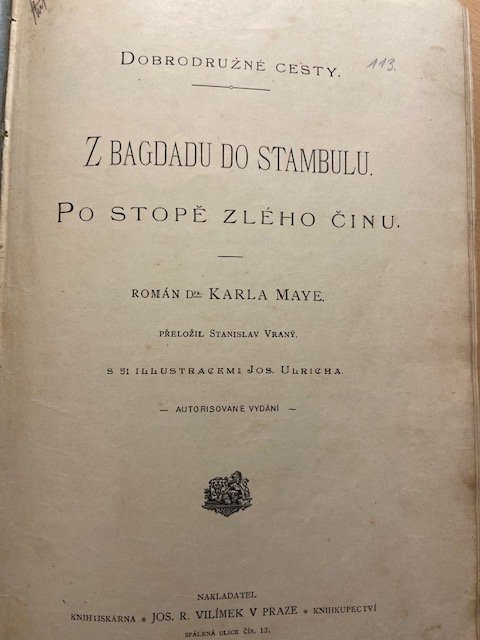 DOBRODRUŽNÉ CESTY.
113.
Z BAGDADU DO STAMBULU.
PO STOPĚ ZLÉHO ČINU.
ROMÁN DRA KARLA MAYE.
PŘELOŽIL STANISLAV VRANÝ.
S 51 ILLUSTRACEMI JOS. ULRICHA.
— AUTORISOVANÉ VYDÁNÍ —
NAKLADATEL
KNIHTISKÁRNA * JOS. R. VILÍMEK V PRAZE * KNIHKUPECTVÍ
SPÁLENÁ ULICE ČÍS. 13.